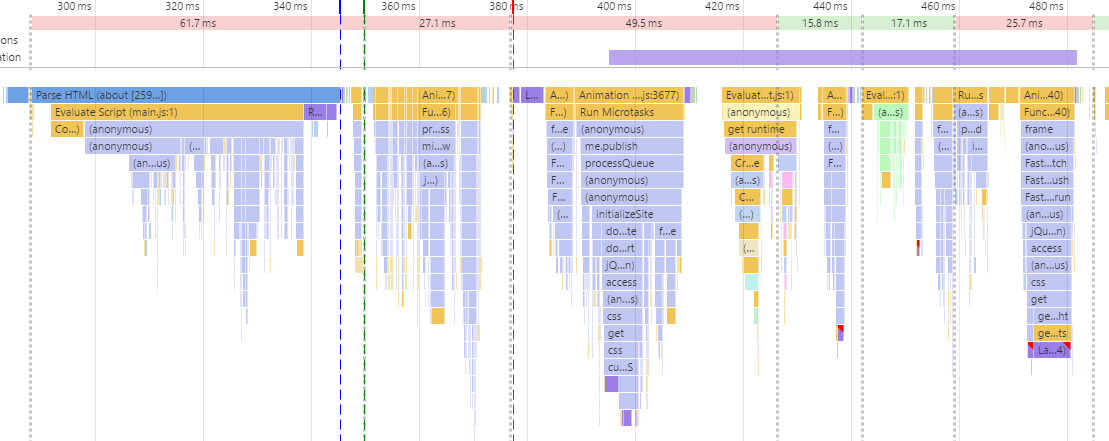 300 ms 320 ms 340 ms 360 ms 380 ms 400 ms 420 ms 440 ms 460 ms 480 ms
61.7 ms 27.1 ms 49.5 ms 15.8 ms 17.1 ms 25.7 ms
ons
ation
Parse HTML (about [259...]) Ani...7) L... A...) Animation ...js:3677) Evaluat...t.js:1) A... Eval...:1) Ru...s Ani...40)
Evaluate Script (main.js:1) R... Fu...6) F...) Run Microtasks (anonymous) F...) (a...s) (a...s) Func...40)
Co...) (anonymous) pr...ss f...e (anonymous) get runtime f... f... p...d frame
(anonymous) (... mi...w (...) me.publish (anonymous) (... i... (ano...us)
(an...us) (a...s) F... processQueue Cr...e F... Fast...tch
j...) F... (anonymous) (a...s) Fast...ush
F... (anonymous) C... Fast...run
(... initializeSite (...) (an...us)
do...te f...e jQu...n)
do...rt (... access
jQ...n) (an...us)
access css
(an...s) get
css ge...ht
get ge...ts
css La...4)
cu...S